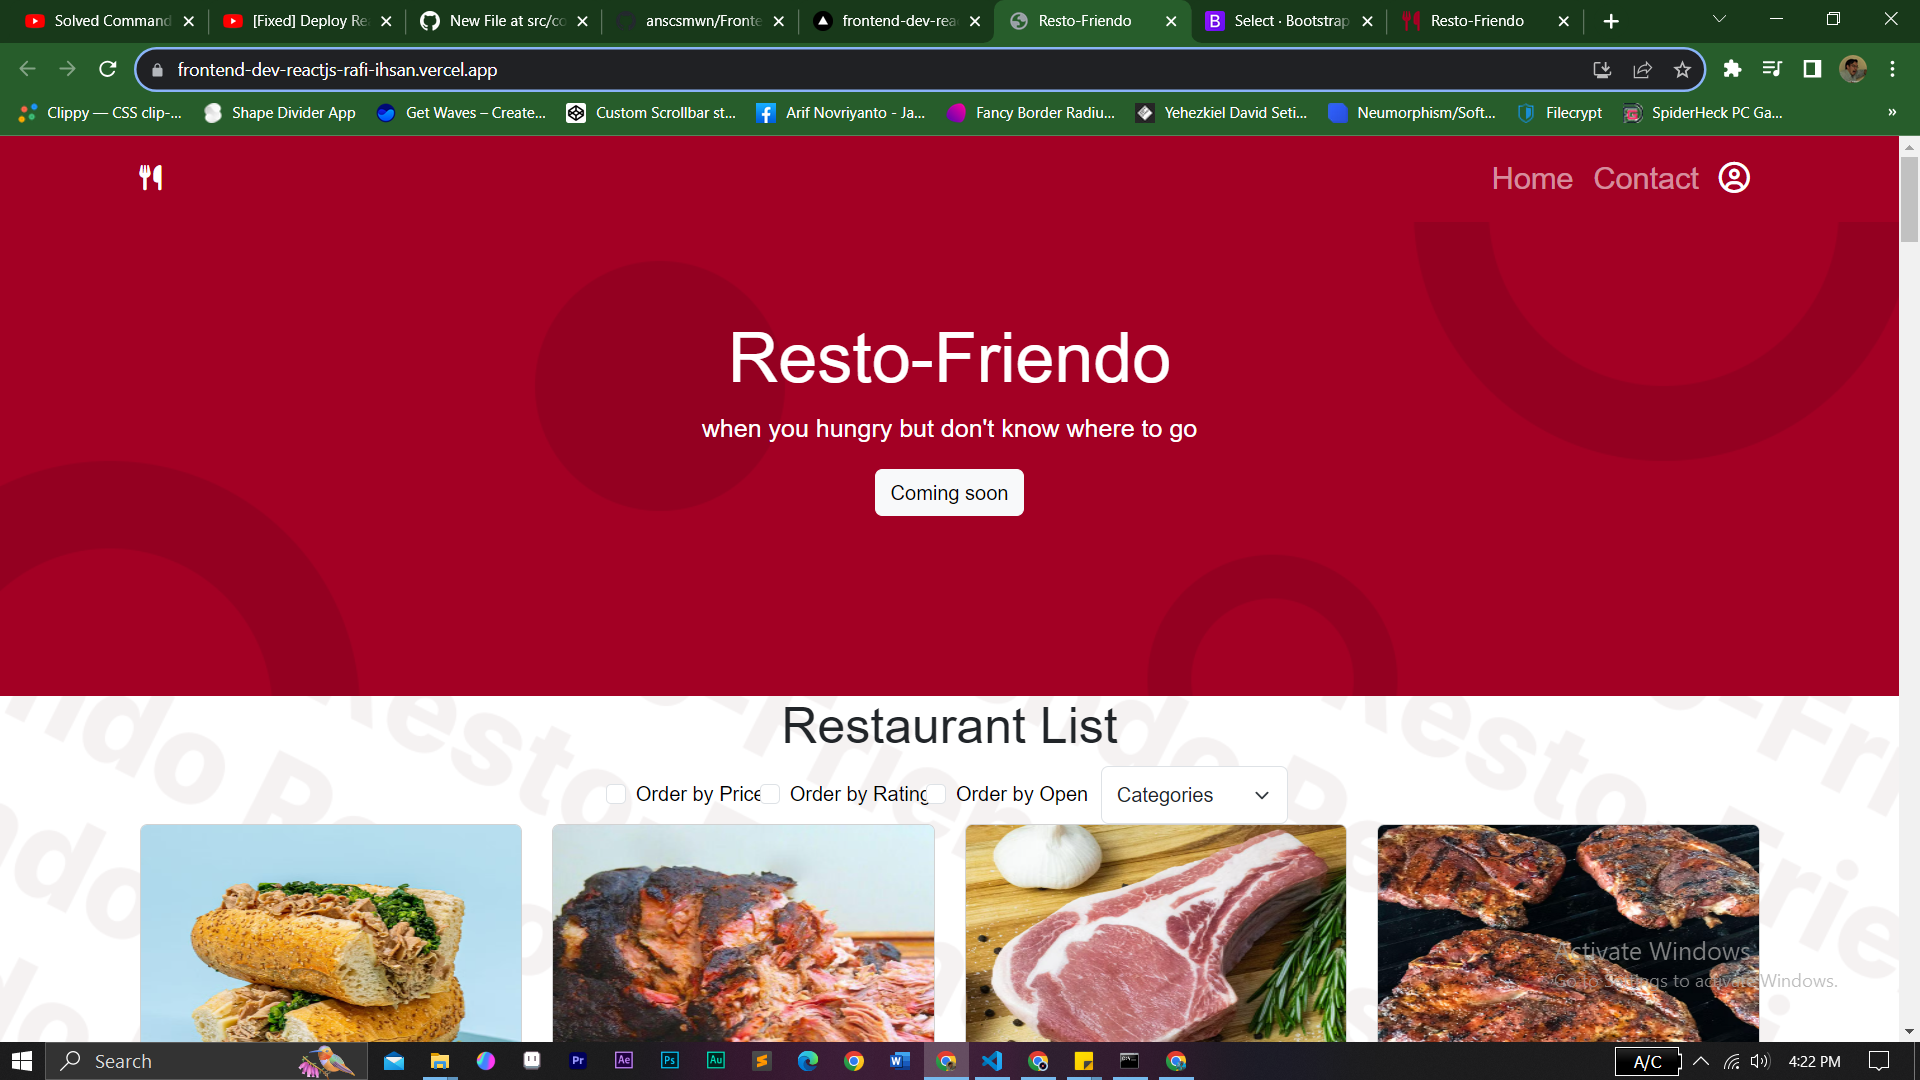 Solved Command
[Fixed] Deploy Re
New File at src/co
anscsmwn/Fronte
frontend-dev-rea
Resto-Friendo
Select · Bootstrap
Resto-Friendo
frontend-dev-reactjs-rafi-ihsan.vercel.app
Clippy — CSS clip-...
Shape Divider App
Get Waves – Create...
Custom Scrollbar st...
Arif Novriyanto - Ja...
Fancy Border Radiu...
Yehezkiel David Seti...
Neumorphism/Soft...
Filecrypt
SpiderHeck PC Ga...
»
Home Contact
Resto-Friendo
when you hungry but don't know where to go
Coming soon
Restaurant List
Order by Price
Order by Rating
Order by Open
Categories
Activate Windows
Go to Settings to activate Windows.
Search
A/C
4:22 PM